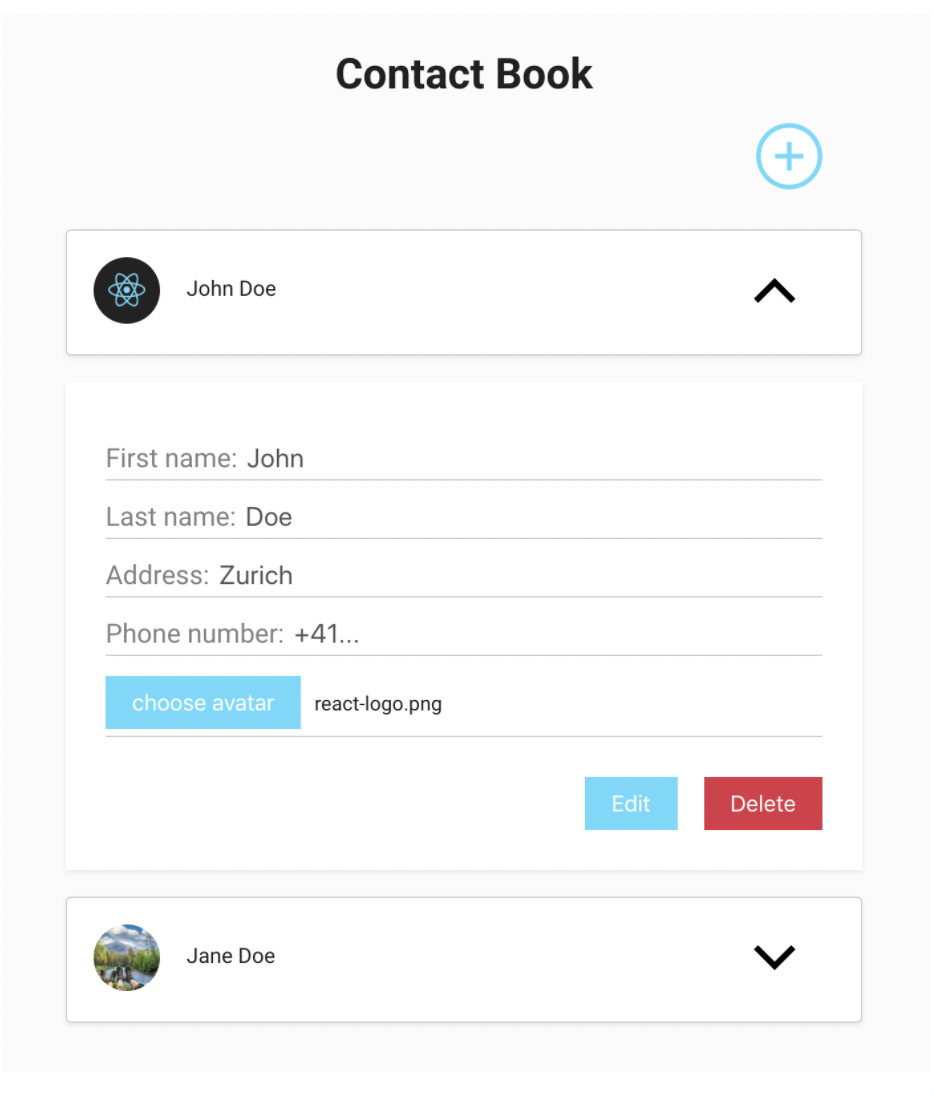 Contact Book
John Doe
First name: John
Last name: Doe
Address: Zurich
Phone number: +41...
choose avatar react-logo.png
Edit Delete
Jane Doe